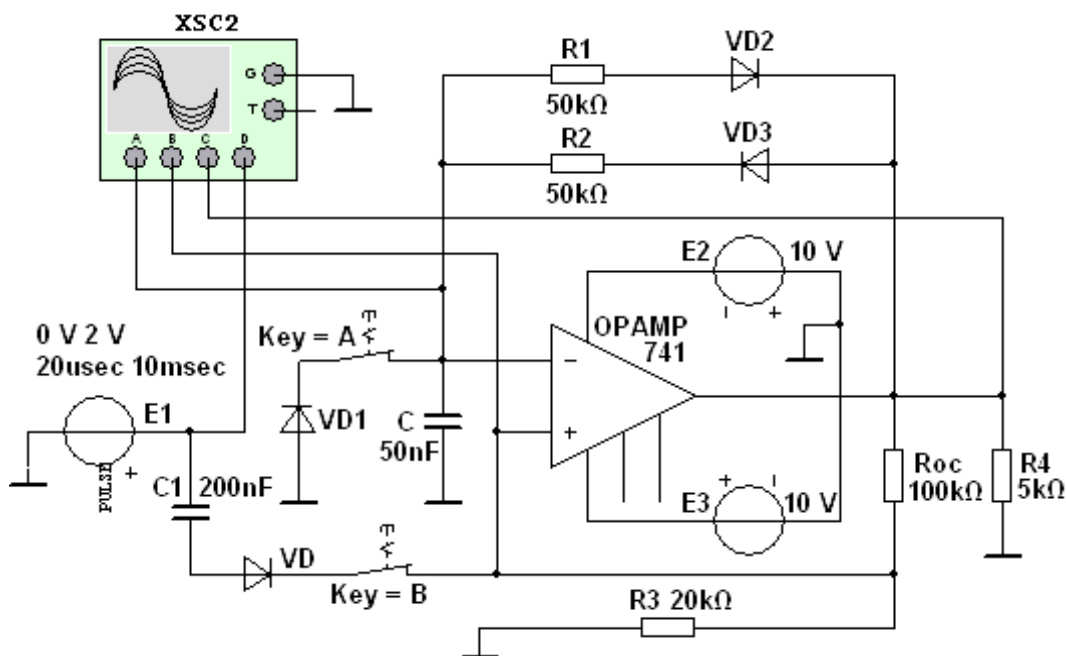 XSC2
G
T
A B C D
R1
50kΩ
VD2
R2
50kΩ
VD3
E2
10 V
0 V 2 V
20usec 10msec
Key = A
OPAMP
741
E1
VD1
C
50nF
PULSE
C1 200nF
E3
10 V
Roc
100kΩ
R4
5kΩ
VD
Key = B
R3 20kΩ